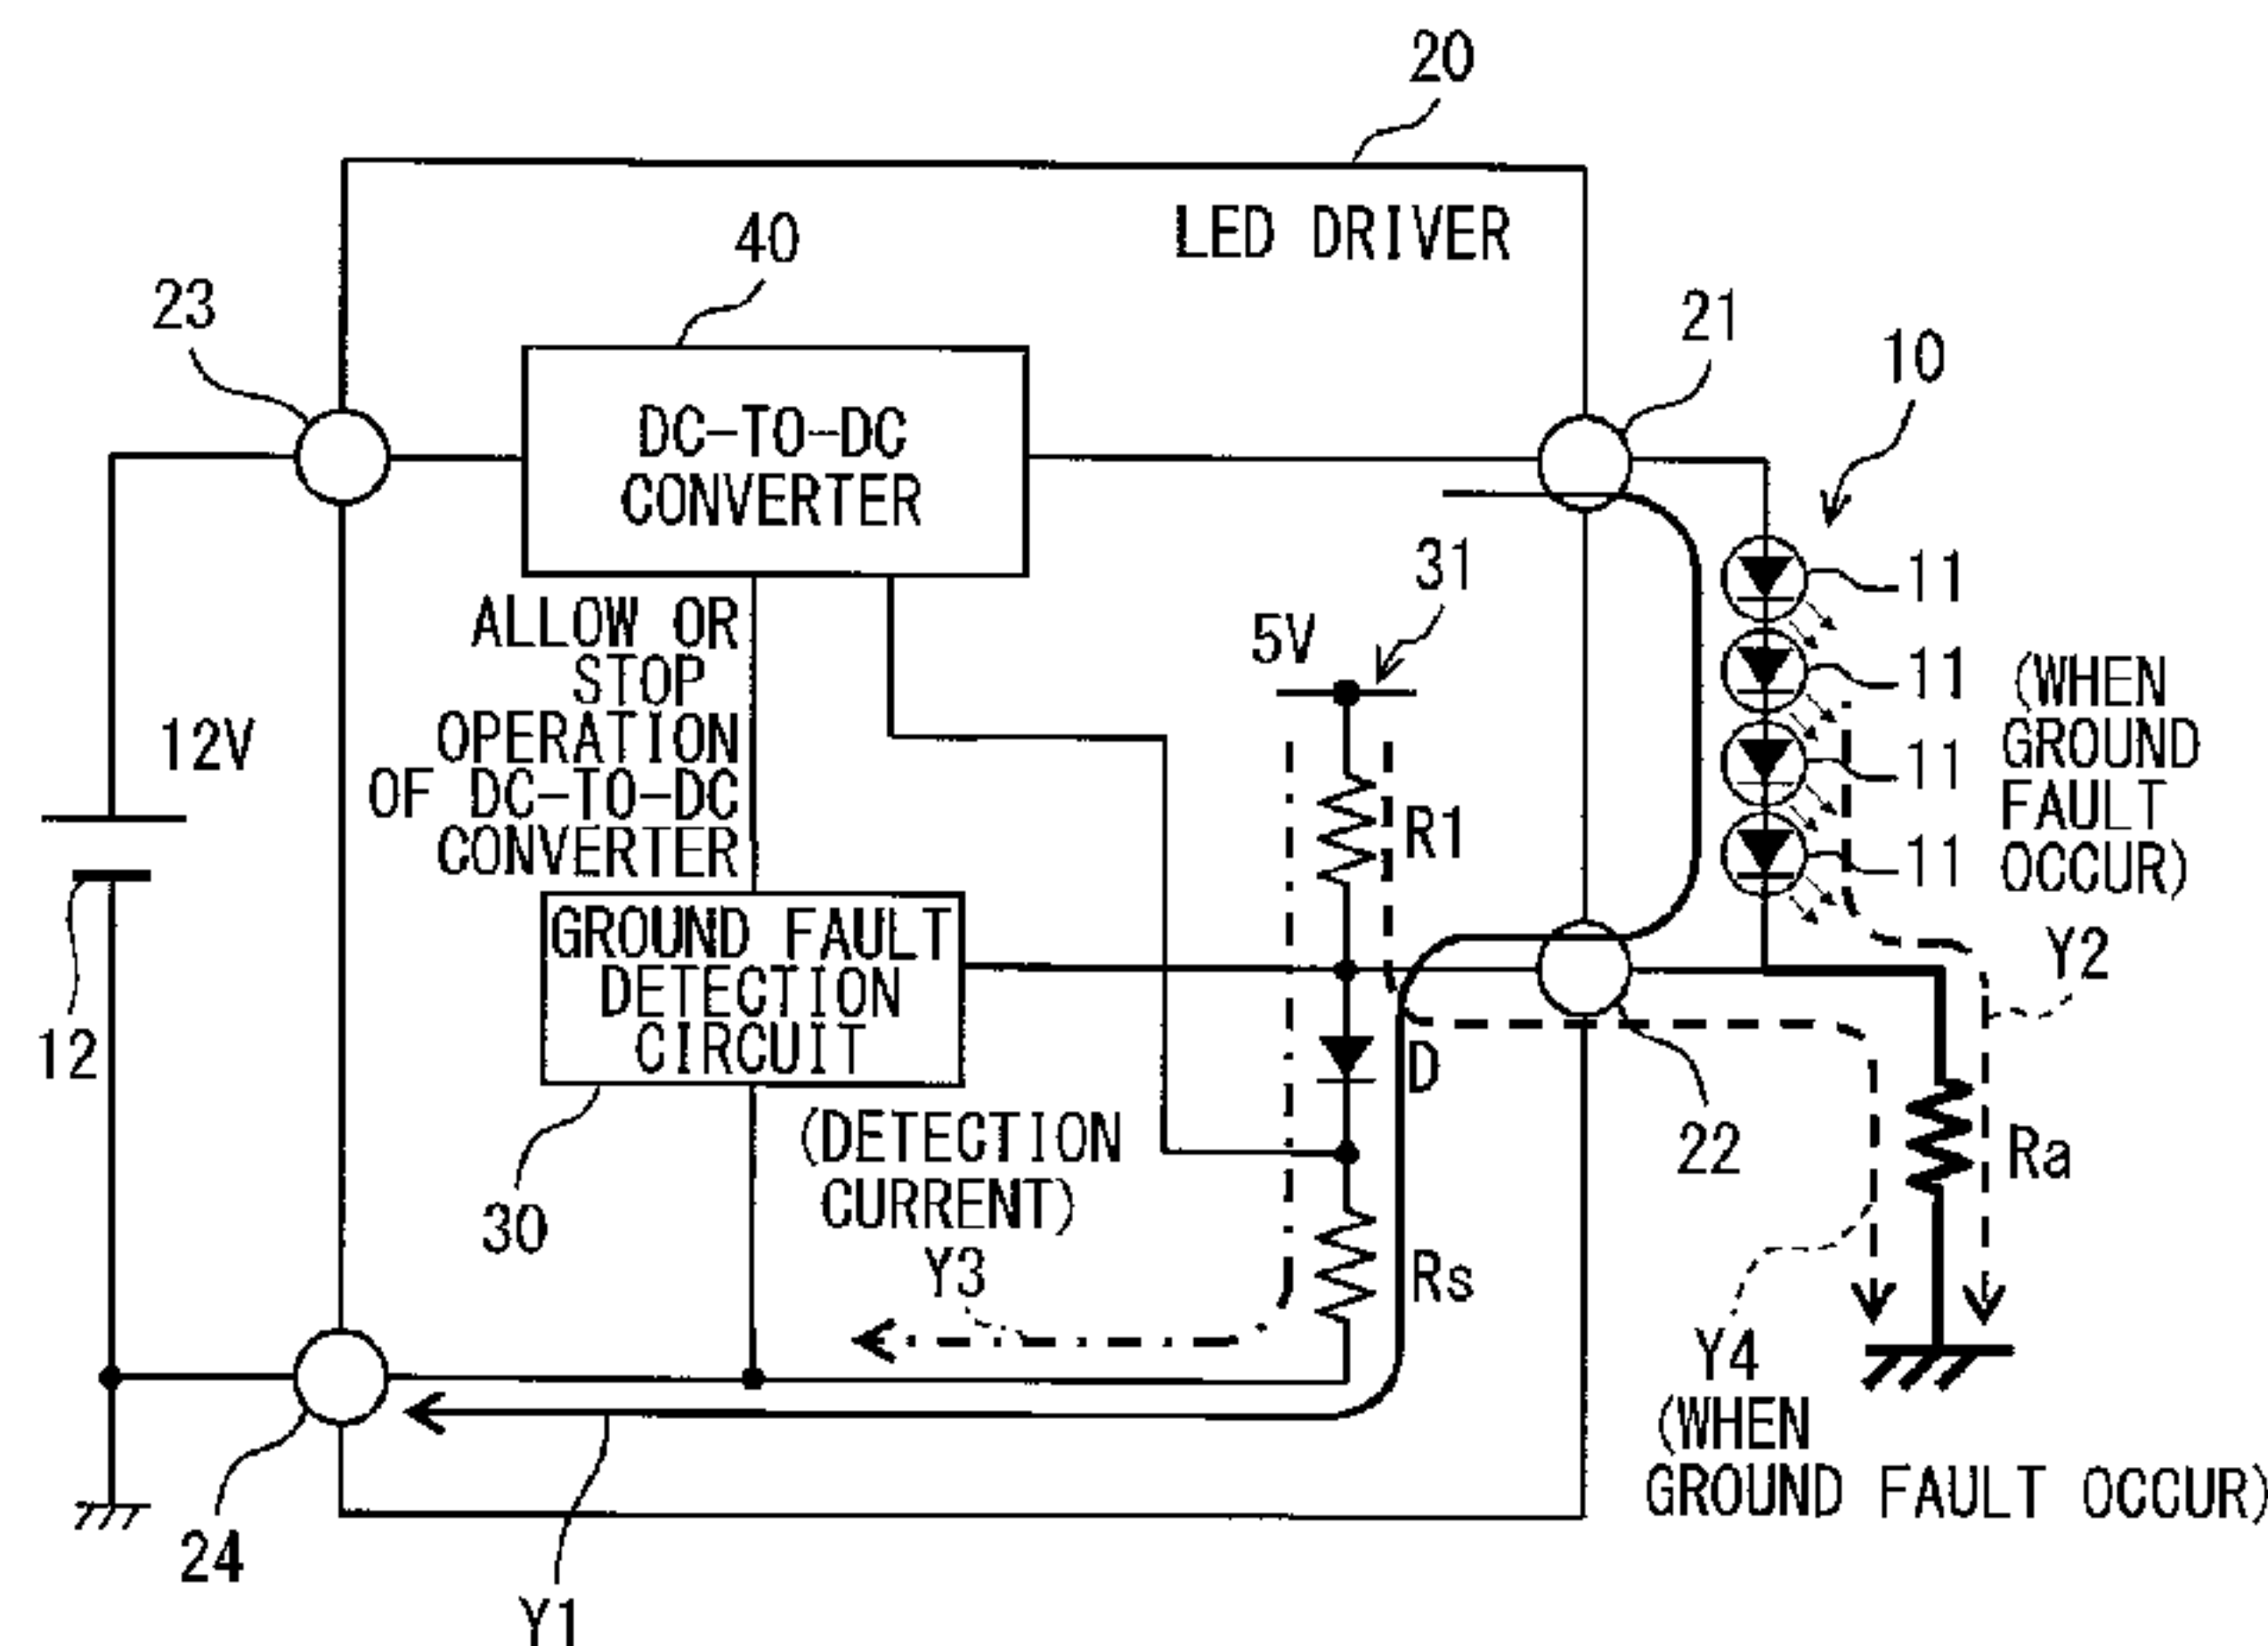 20
LED DRIVER
40
23
21
10
DC-TO-DC
CONVERTER
31
11
ALLOW OR
STOP
OPERATION
OF DC-TO-DC
CONVERTER
5V
11
(WHEN
GROUND
FAULT
OCCUR)
12V
R1
11
11
GROUND FAULT
DETECTION
CIRCUIT
Y2
12
D
(DETECTION
CURRENT)
22
Ra
30
Y3
Rs
Y4
(WHEN
GROUND FAULT OCCUR)
24
Y1